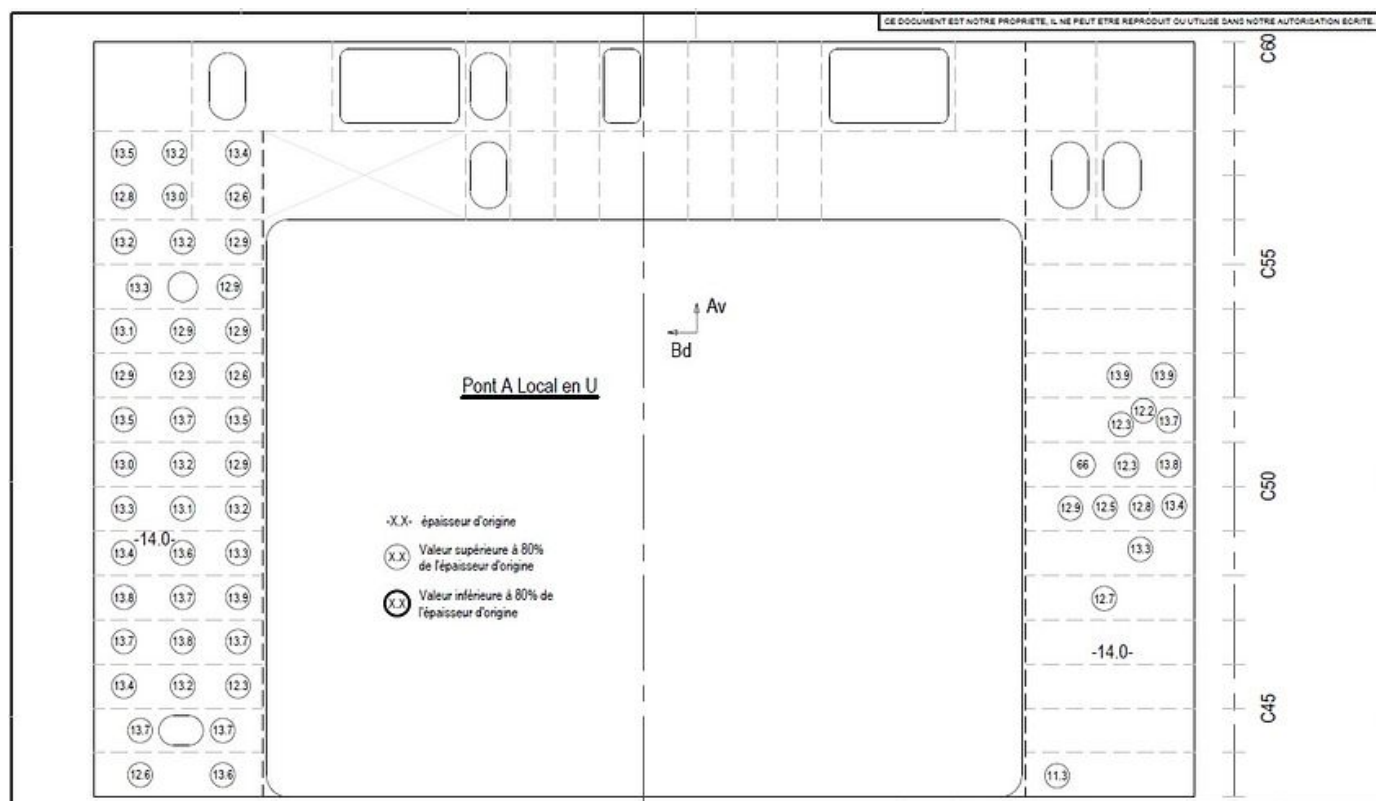 CE DOCUMENT EST NOTRE PROPRIETE, IL NE PEUT ETRE REPRODUIT OU UTILISE SANS NOTRE AUTORISATION ECRITE.
C60
13.5 13.2 13.4
12.8 13.0 12.6
13.2 13.2 12.9
C55
13.3 12.9
Av
Bd
13.1 12.9 12.9
12.9 12.3 12.6 13.9 13.9
Pont A Local en U
13.5 13.7 13.5 12.3 12.2 13.7
13.0 13.2 12.9 66 12.3 13.8
C50
13.3 13.1 13.2 12.9 12.5 12.8 13.4
-X.X- épaisseur d'origine
-14.0-
13.4 13.6 13.3 13.3
X.X Valeur supérieure à 80%
de l'épaisseur d'origine
13.8 13.7 13.9 12.7
X.X Valeur inférieure à 80% de
l'épaisseur d'origine
13.7 13.8 13.7
-14.0-
13.4 13.2 12.3
C45
13.7 13.7
12.6 13.6 11.3